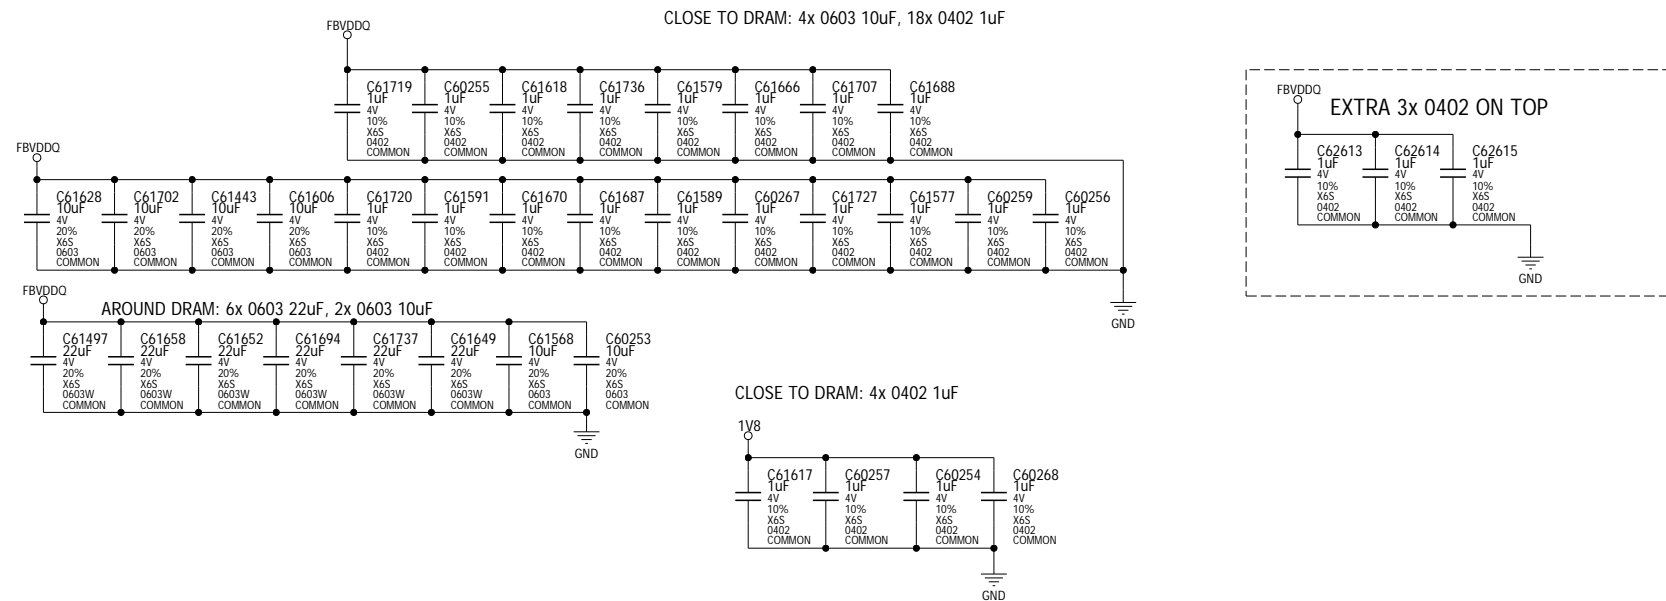 CLOSE TO DRAM: 4x 0603 10uF, 18x 0402 1uF
FBVDDQ
C61719
1uF
4V
10%
X6S
0402
COMMON
C60255
1uF
4V
10%
X6S
0402
COMMON
C61618
1uF
4V
10%
X6S
0402
COMMON
C61736
1uF
4V
10%
X6S
0402
COMMON
C61579
1uF
4V
10%
X6S
0402
COMMON
C61666
1uF
4V
10%
X6S
0402
COMMON
C61707
1uF
4V
10%
X6S
0402
COMMON
C61688
1uF
4V
10%
X6S
0402
COMMON
FBVDDQ
C61628
10uF
4V
20%
X6S
0603
COMMON
C61702
10uF
4V
20%
X6S
0603
COMMON
C61443
10uF
4V
20%
X6S
0603
COMMON
C61606
10uF
4V
20%
X6S
0603
COMMON
C61720
1uF
4V
10%
X6S
0402
COMMON
C61591
1uF
4V
10%
X6S
0402
COMMON
C61670
1uF
4V
10%
X6S
0402
COMMON
C61687
1uF
4V
10%
X6S
0402
COMMON
C61589
1uF
4V
10%
X6S
0402
COMMON
C60267
1uF
4V
10%
X6S
0402
COMMON
C61727
1uF
4V
10%
X6S
0402
COMMON
C61577
1uF
4V
10%
X6S
0402
COMMON
C60259
1uF
4V
10%
X6S
0402
COMMON
C60256
1uF
4V
10%
X6S
0402
COMMON
GND
FBVDDQ
AROUND DRAM: 6x 0603 22uF, 2x 0603 10uF
C61497
22uF
4V
20%
X6S
0603W
COMMON
C61658
22uF
4V
20%
X6S
0603W
COMMON
C61652
22uF
4V
20%
X6S
0603W
COMMON
C61694
22uF
4V
20%
X6S
0603W
COMMON
C61737
22uF
4V
20%
X6S
0603W
COMMON
C61649
22uF
4V
20%
X6S
0603W
COMMON
C61568
10uF
4V
20%
X6S
0603
COMMON
C60253
10uF
4V
20%
X6S
0603
COMMON
GND
CLOSE TO DRAM: 4x 0402 1uF
1V8
C61617
1uF
4V
10%
X6S
0402
COMMON
C60257
1uF
4V
10%
X6S
0402
COMMON
C60254
1uF
4V
10%
X6S
0402
COMMON
C60268
1uF
4V
10%
X6S
0402
COMMON
GND
FBVDDQ
EXTRA 3x 0402 ON TOP
C62613
1uF
4V
10%
X6S
0402
COMMON
C62614
1uF
4V
10%
X6S
0402
COMMON
C62615
1uF
4V
10%
X6S
0402
COMMON
GND